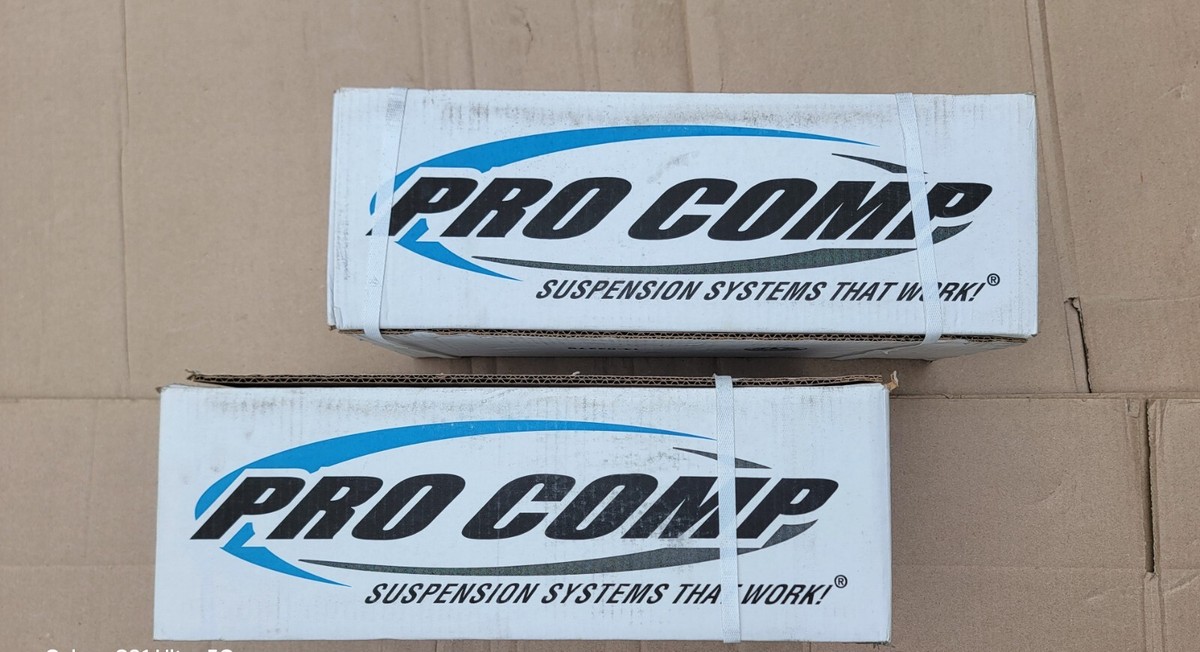 PRO COMP
SUSPENSION SYSTEMS THAT WORK!®
PRO COMP
SUSPENSION SYSTEMS THAT WORK!®